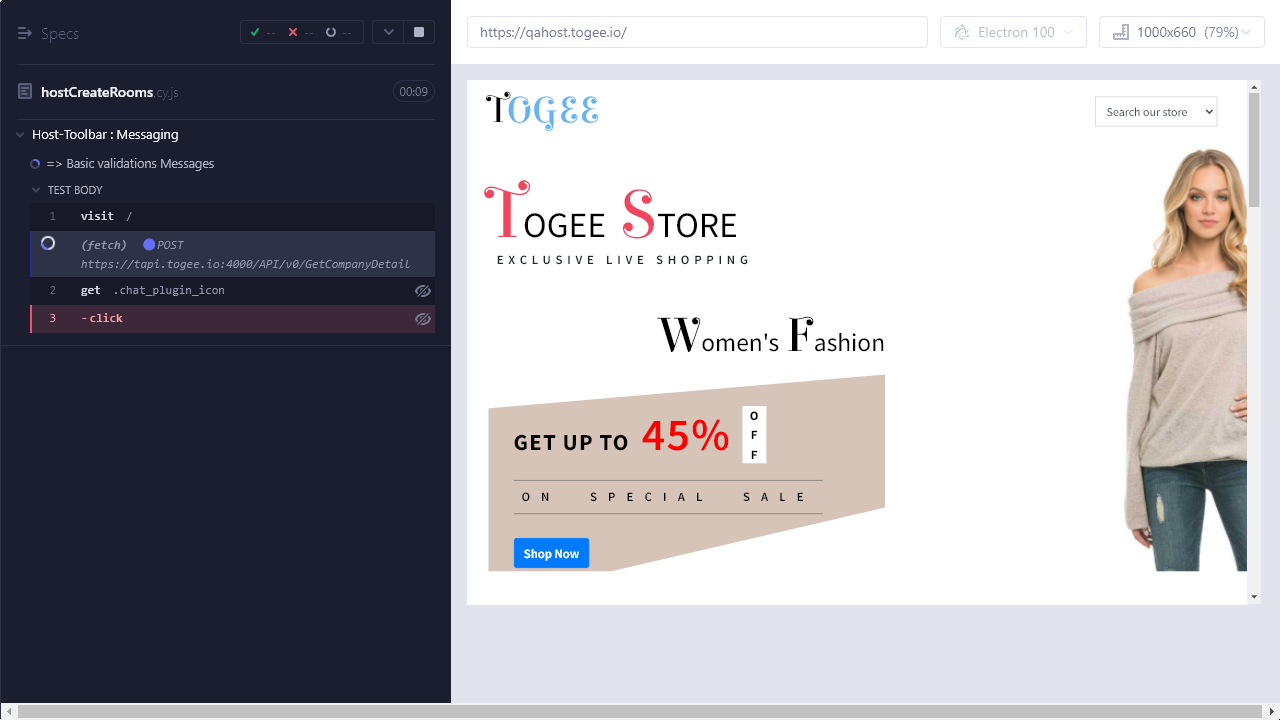 Specs
-- -- --
https://qahost.togee.io/
Electron 100
1000x660 (79%)
hostCreateRooms.cy.js
00:09
Host-Toolbar : Messaging
=> Basic validations Messages
TEST BODY
1 visit /
(fetch) POST
https://tapi.togee.io:4000/API/v0/GetCompanyDetail
2 get .chat_plugin_icon
3 -click
TOGEE
Search our store
TOGEE STORE
EXCLUSIVE LIVE SHOPPING
Women's Fashion
GET UP TO 45% OFF
ON SPECIAL SALE
Shop Now